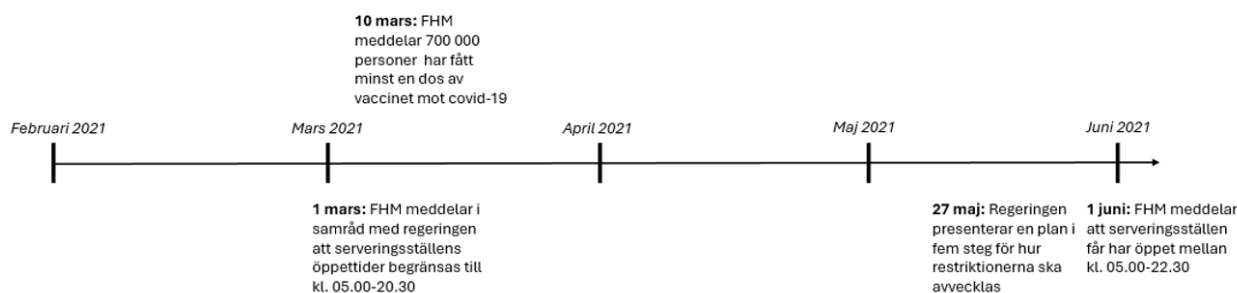 10 mars: FHM
meddelar 700 000
personer har fått
minst en dos av
vaccinet mot covid-19
Februari 2021
Mars 2021
April 2021
Maj 2021
Juni 2021
1 mars: FHM meddelar i
samråd med regeringen
att serveringsställens
öppettider begränsas till
kl. 05.00-20.30
27 maj: Regeringen
presenterar en plan i
fem steg för hur
restriktionerna ska
avvecklas
1 juni: FHM meddelar
att serveringsställen
får har öppet mellan
kl. 05.00-22.30